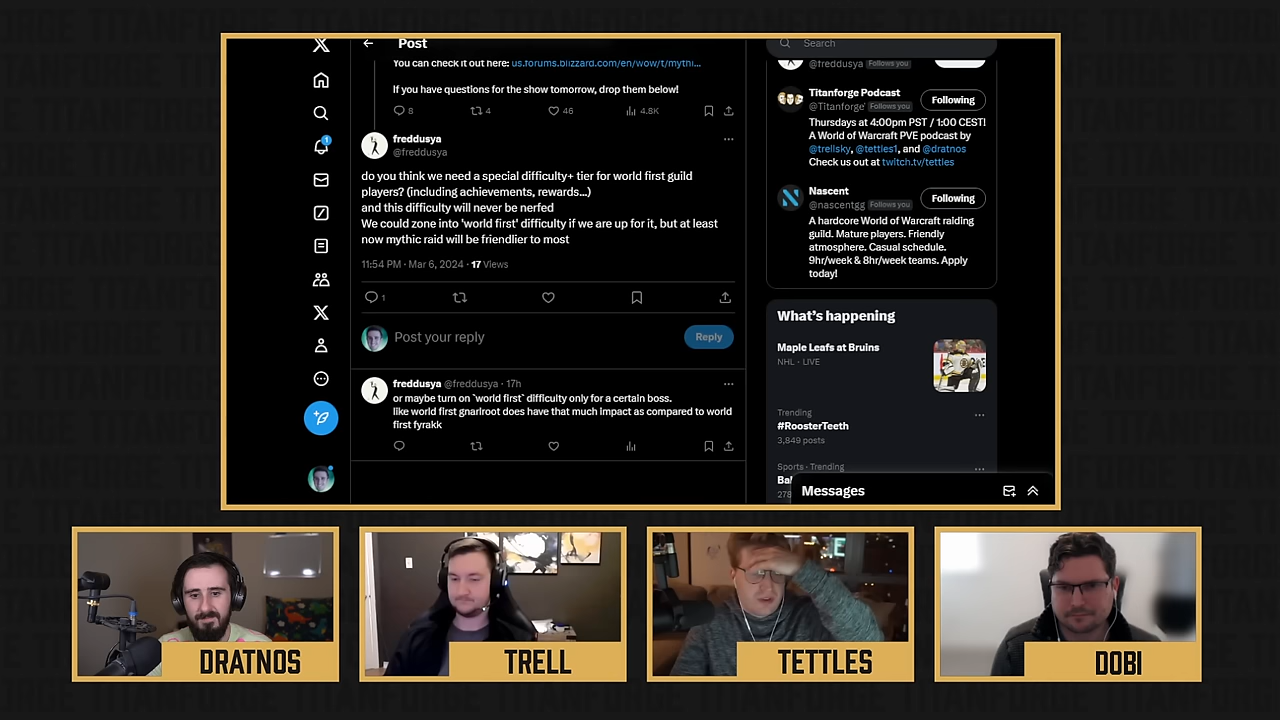 Post
Search
You can check it out here: us.forums.blizzard.com/en/wow/t/mythi...
If you have questions for the show tomorrow, drop them below!
8
4
46
4.8K
freddusya
@freddusya
do you think we need a special difficulty+ tier for world first guild
players? (including achievements, rewards...)
and this difficulty will never be nerfed
We could zone into 'world first' difficulty if we are up for it, but at least
now mythic raid will be friendlier to most
11:54 PM · Mar 6, 2024 · 17 Views
1
Post your reply
Reply
freddusya @freddusya · 17h
or maybe turn on `world first` difficulty only for a certain boss.
like world first gnarlroot does have that much impact as compared to world
first fyrakk
1
@freddusya Follows you
Titanforge Podcast
@Titanforge Follows you
Following
Thursdays at 4:00pm PST / 1:00 CEST!
A World of Warcraft PVE podcast by
@trellsky, @tettles1, and @dratnos
Check us out at twitch.tv/tettles
Nascent
@nascentgg Follows you
Following
A hardcore World of Warcraft raiding
guild. Mature players. Friendly
atmosphere. Casual schedule.
9hr/week & 8hr/week teams. Apply
today!
What's happening
Maple Leafs at Bruins
NHL · LIVE
Trending
#RoosterTeeth
3,849 posts
Sports · Trending
Messages
DRATNOS
TRELL
TETTLES
DOBI